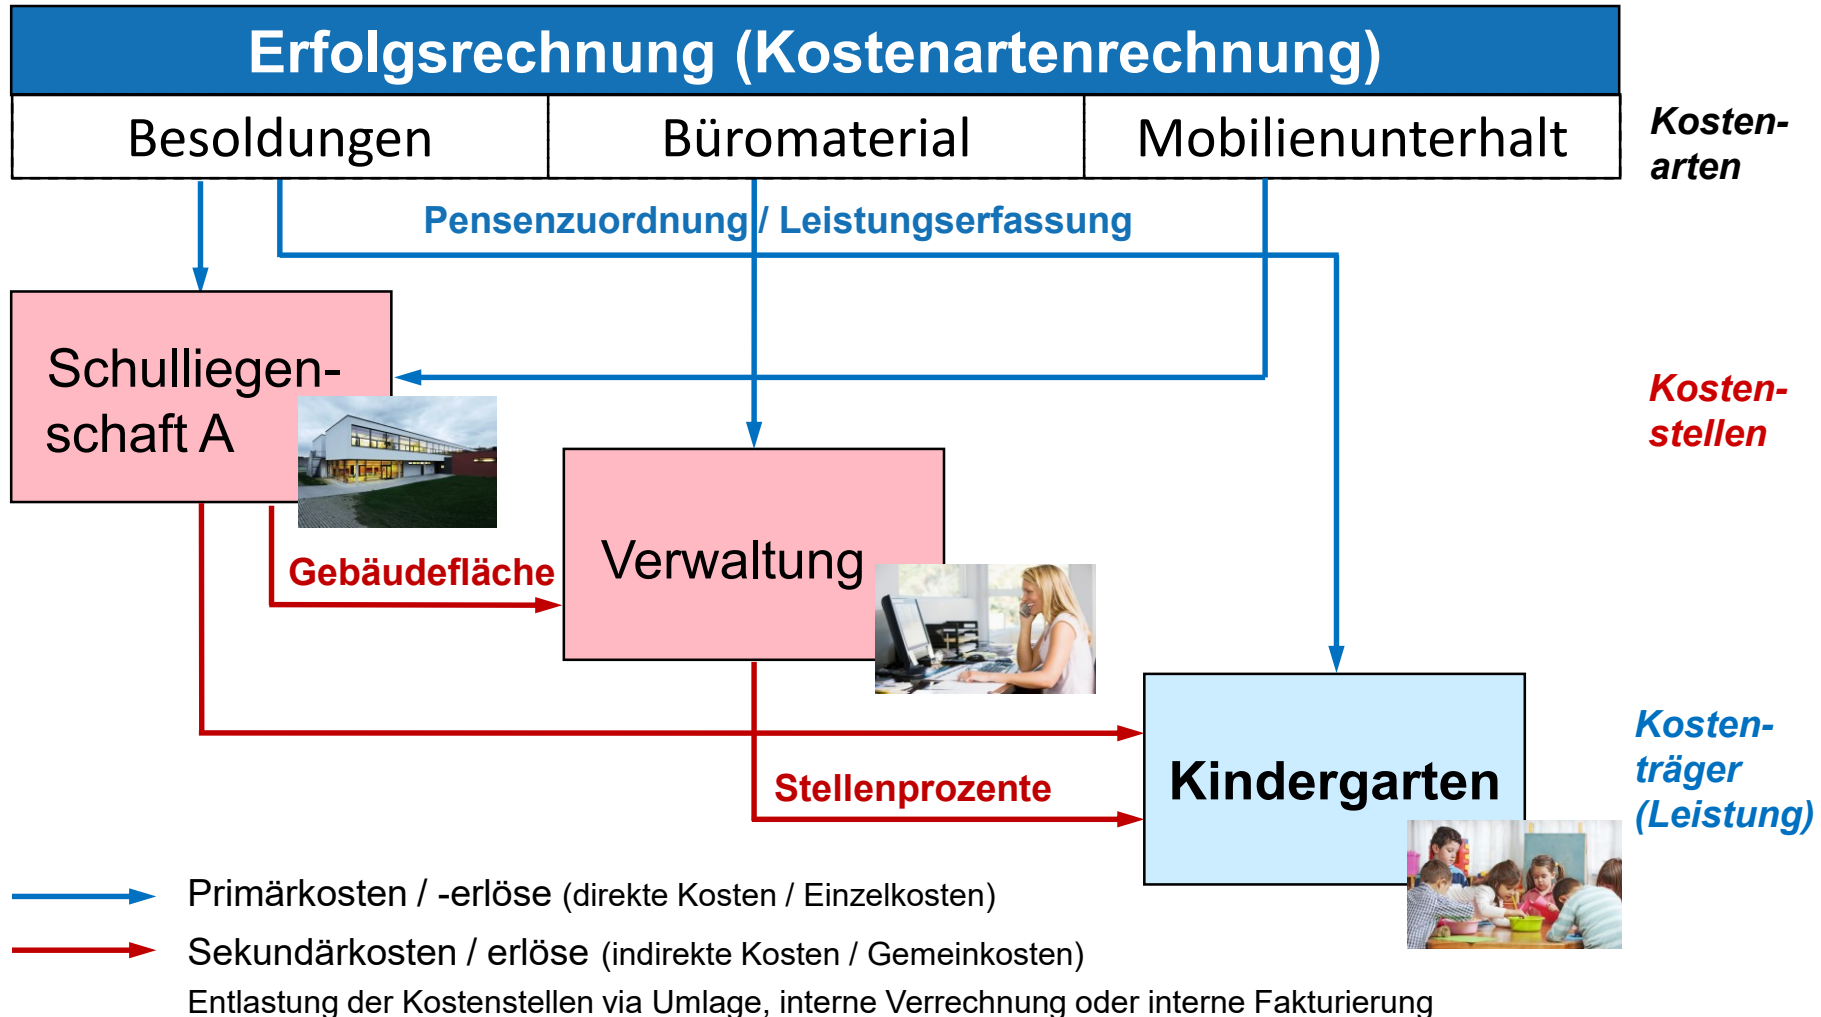 Erfolgsrechnung (Kostenartenrechnung)
Besoldungen
Büromaterial
Mobilienunterhalt
Kosten-
arten
Pensenzuordnung / Leistungserfassung
Schulliegen-
schaft A
Kosten-
stellen
Gebäudefläche
Verwaltung
Kosten-
träger
(Leistung)
Stellenprozente
Kindergarten
Primärkosten / -erlöse (direkte Kosten / Einzelkosten)
Sekundärkosten / erlöse (indirekte Kosten / Gemeinkosten)
Entlastung der Kostenstellen via Umlage, interne Verrechnung oder interne Fakturierung